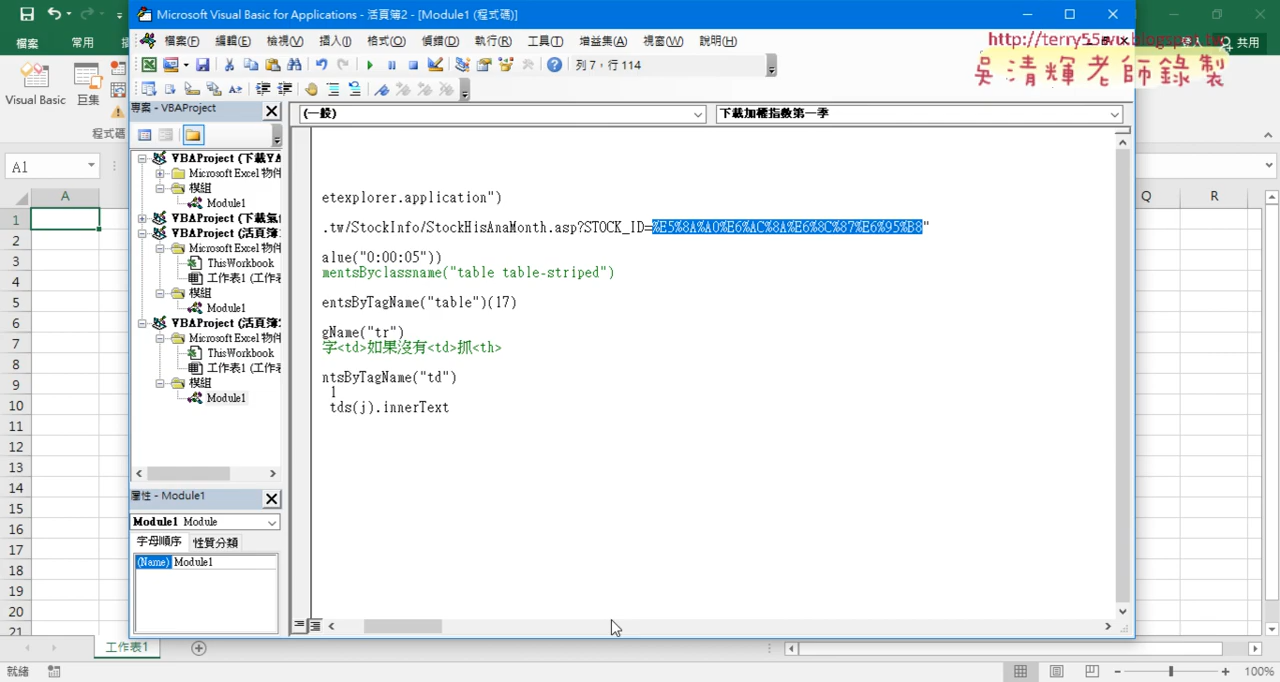 Microsoft Visual Basic for Applications - 活頁簿2 - [Module1 (程式碼)]
檔案(F) 編輯(E) 檢視(V) 插入(I) 格式(O) 偵錯(D) 執行(R) 工具(T) 增益集(A) 視窗(W) 說明(H)
http://terry55wu.blogspot.tw
吳清輝老師錄製
檔案 常用
共用
列 7，行 114
Visual Basic 巨集
程式碼
專案 - VBAProject
(一般) 下載加權指數第一季
A1
VBAProject (下載YA
Microsoft Excel 物件
模組
Module1
VBAProject (下載氣
VBAProject (活頁簿
Microsoft Excel 物件
ThisWorkbook
工作表1 (工作表
模組
Module1
VBAProject (活頁簿
Microsoft Excel 物件
ThisWorkbook
工作表1 (工作表
模組
Module1
etexplorer.application")
.tw/StockInfo/StockHisAnaMonth.asp?STOCK_ID=%E5%8A%A0%E6%AC%8A%E6%8C%87%E6%95%B8"
alue("0:00:05"))
mentsByclassname("table table-striped")
entsByTagName("table")(17)
gName("tr")
字<td>如果沒有<td>抓<th>
ntsByTagName("td")
l
tds(j).innerText
屬性 - Module1
Module1 Module
字母順序 性質分類
(Name) Module1
A Q R
1
2
3
4
5
6
7
8
9
10
11
12
13
14
15
16
17
18
19
20
21
工作表1
就緒
100%